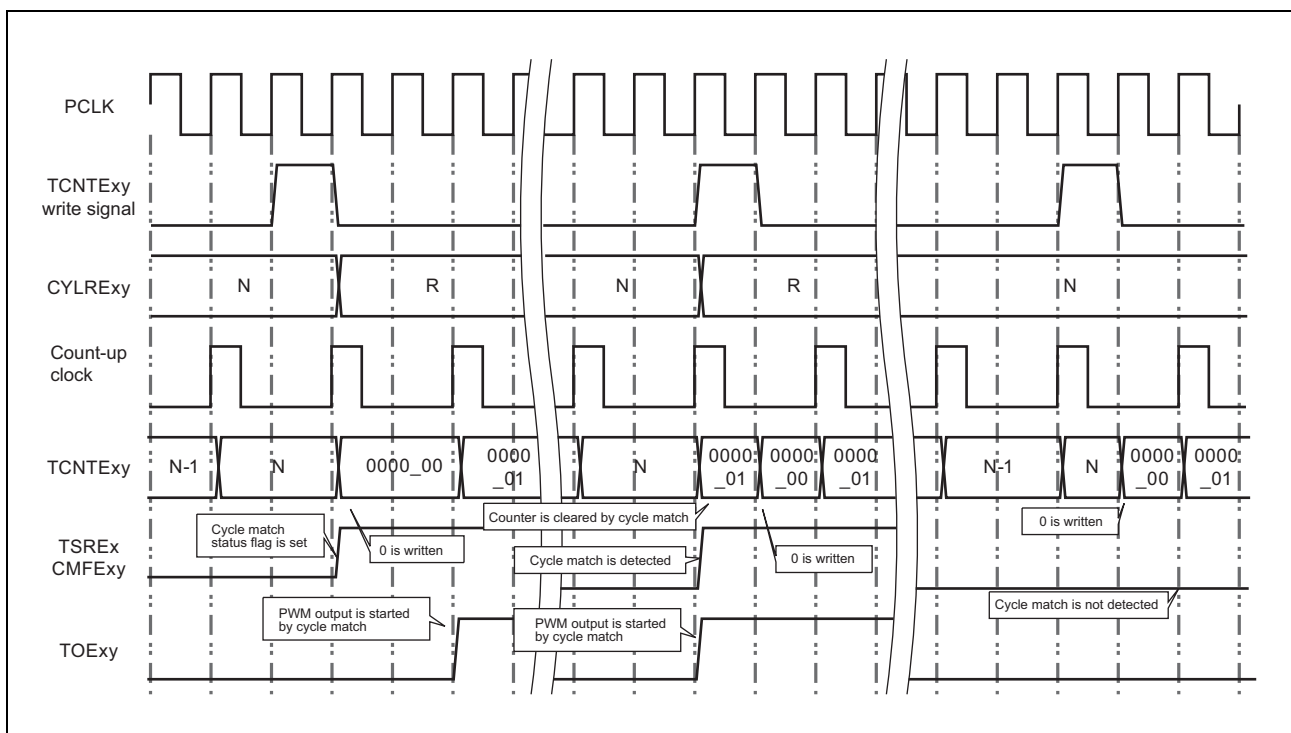 PCLK
TCNTExy
write signal
CYLRExy
N
R
N
R
N
Count-up
clock
TCNTExy
N-1
N
0000_00
0000
_01
N
0000
_01
0000
_00
0000
_01
N-1
N
0000
_00
0000
_01
Counter is cleared by cycle match
0 is written
Cycle match
status flag is set
0 is written
TSREx
CMFExy
Cycle match is detected
0 is written
Cycle match is not detected
PWM output is started
by cycle match
PWM output is started
by cycle match
TOExy